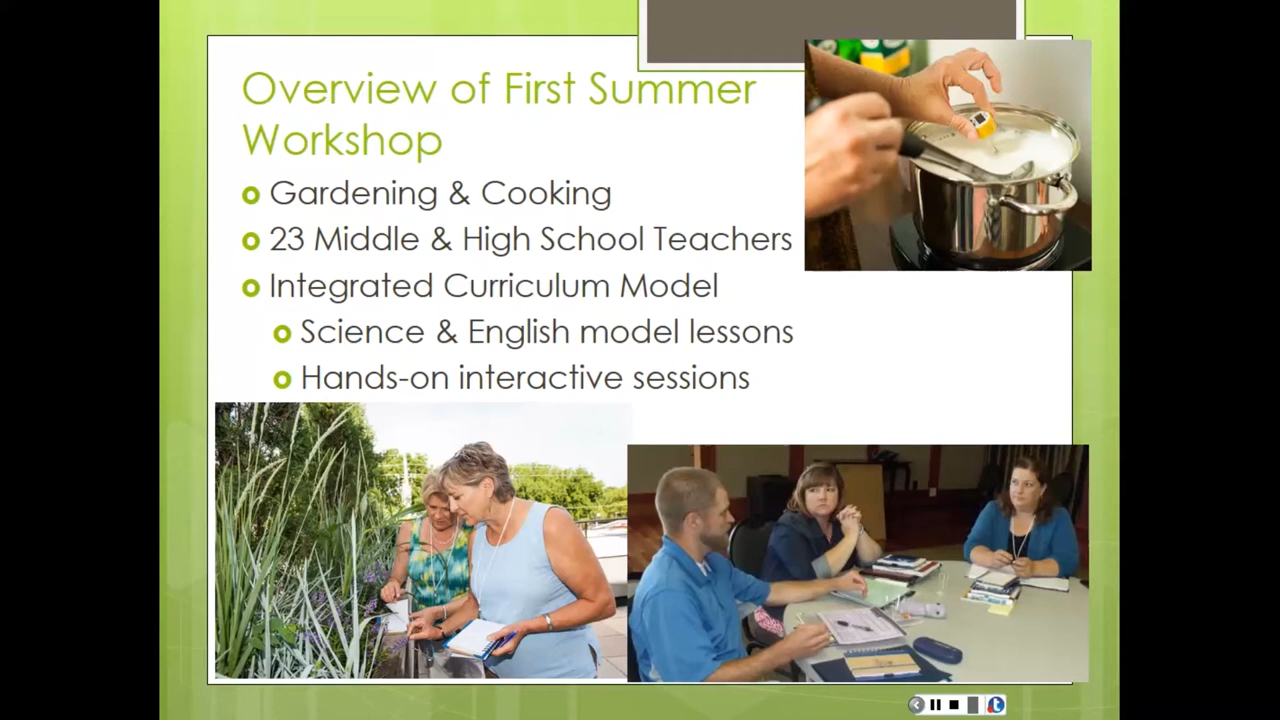 Overview of First Summer
Workshop
Gardening & Cooking
23 Middle & High School Teachers
Integrated Curriculum Model
Science & English model lessons
Hands-on interactive sessions